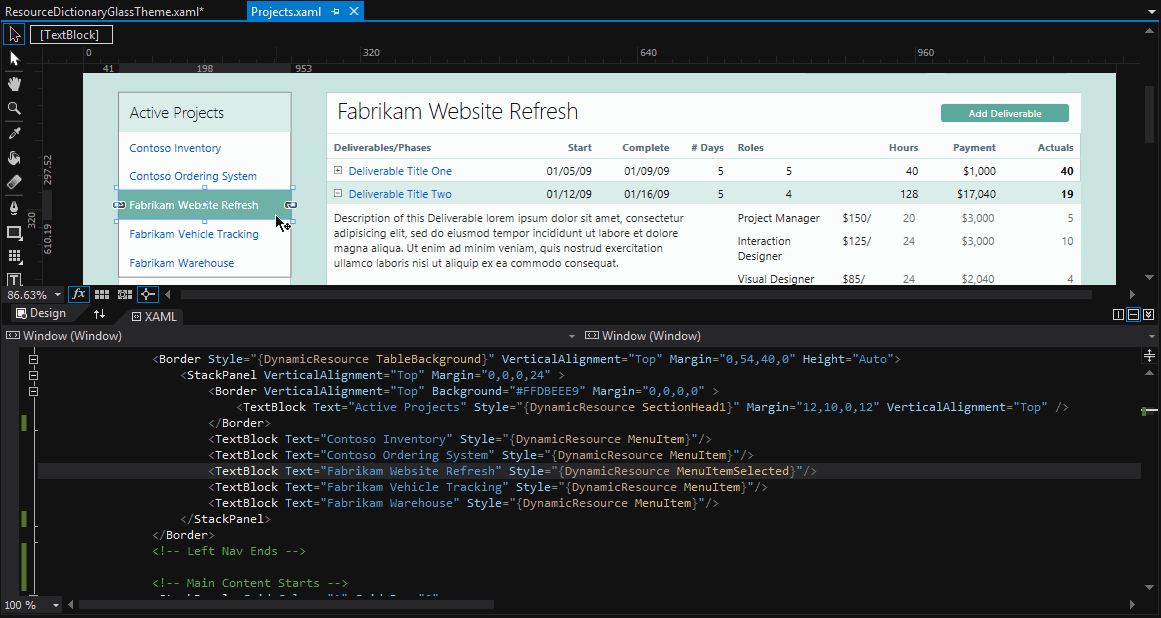 ResourceDictionaryGlassTheme.xaml* Projects.xaml
[TextBlock]
0 320 640 960
41 198 953
297.52
320
610.19
Active Projects
Contoso Inventory
Contoso Ordering System
Fabrikam Website Refresh
Fabrikam Vehicle Tracking
Fabrikam Warehouse
Fabrikam Website Refresh Add Deliverable
Deliverables/Phases Start Complete # Days Roles Hours Payment Actuals
Deliverable Title One 01/05/09 01/09/09 5 5 40 $1,000 40
Deliverable Title Two 01/12/09 01/16/09 5 4 128 $17,040 19
Description of this Deliverable lorem ipsum dolor sit amet, consectetur
adipisicing elit, sed do eiusmod tempor incididunt ut labore et dolore
magna aliqua. Ut enim ad minim veniam, quis nostrud exercitation
ullamco laboris nisi ut aliquip ex ea commodo consequat.
Project Manager $150/ 20 $3,000 5
Interaction $125/ 24 $3,000 10
Designer
Visual Designer $85/ 24 $2,040 4
86.63% fx
Design XAML
Window (Window) Window (Window)
<Border Style="{DynamicResource TableBackground}" VerticalAlignment="Top" Margin="0,54,40,0" Height="Auto">
<StackPanel VerticalAlignment="Top" Margin="0,0,0,24" >
<Border VerticalAlignment="Top" Background="#FFDBEEE9" Margin="0,0,0,0" >
<TextBlock Text="Active Projects" Style="{DynamicResource SectionHead1}" Margin="12,10,0,12" VerticalAlignment="Top" />
</Border>
<TextBlock Text="Contoso Inventory" Style="{DynamicResource MenuItem}"/>
<TextBlock Text="Contoso Ordering System" Style="{DynamicResource MenuItem}"/>
<TextBlock Text="Fabrikam Website Refresh" Style="{DynamicResource MenuItemSelected}"/>
<TextBlock Text="Fabrikam Vehicle Tracking" Style="{DynamicResource MenuItem}"/>
<TextBlock Text="Fabrikam Warehouse" Style="{DynamicResource MenuItem}"/>
</StackPanel>
</Border>
<!-- Left Nav Ends -->
<!-- Main Content Starts -->
100 %